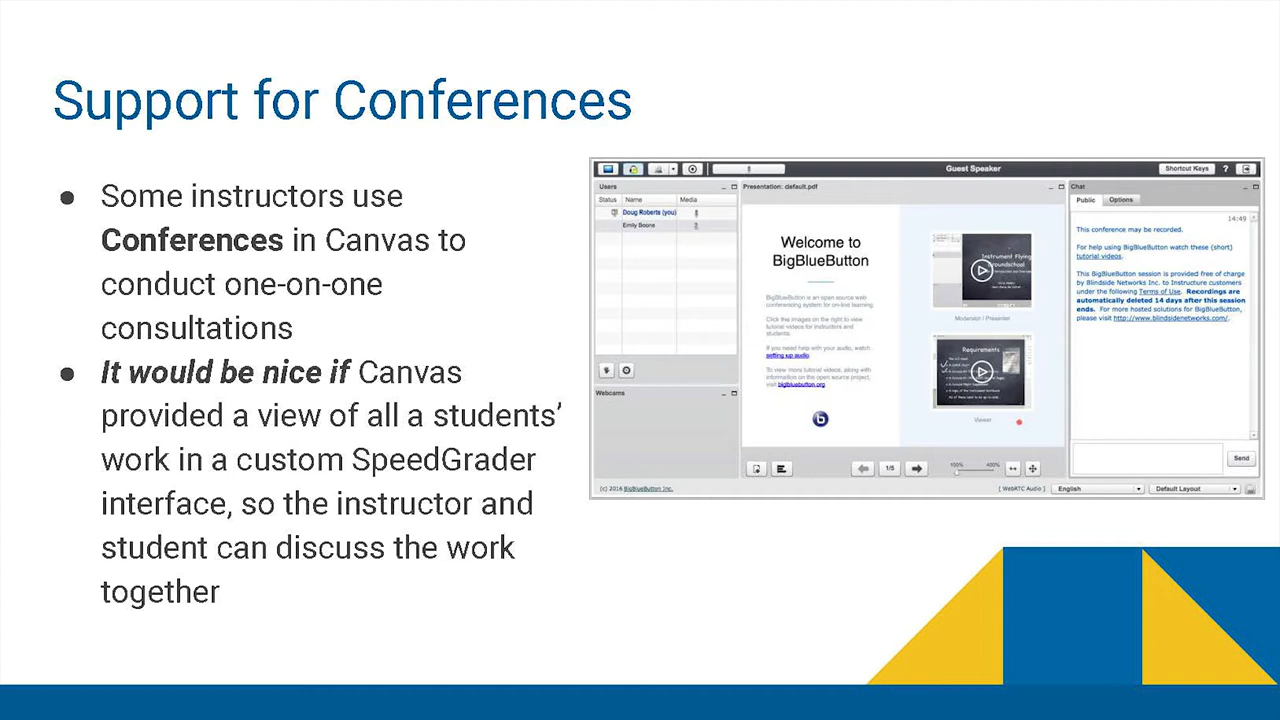 Support for Conferences
● Some instructors use
Conferences in Canvas to
conduct one-on-one
consultations
● It would be nice if Canvas
provided a view of all a students’
work in a custom SpeedGrader
interface, so the instructor and
student can discuss the work
together
Guest Speaker
Shortcut Keys
?
Users
Status Name Media
Doug Roberts (you)
Emily Boone
Webcams
Presentation: default.pdf
Welcome to
BigBlueButton
BigBlueButton is an open source web
conferencing system for on-line learning.
Click the images on the right to view
tutorial videos for instructors and
students.
If you need help with your audio, watch
setting up audio.
To view more tutorial videos, along with
information on the open source project,
visit bigbluebutton.org
Instrument Flying
Groundschool
Moderator / Presenter
Requirements
Viewer
1/5
100% 400%
Chat
Public Options
14:49
This conference may be recorded.
For help using BigBlueButton watch these (short)
tutorial videos.
This BigBlueButton session is provided free of charge
by Blindside Networks Inc. to Instructure customers
under the following Terms of Use. Recordings are
automatically deleted 14 days after this session
ends. For more hosted solutions for BigBlueButton,
please visit http://www.blindsidenetworks.com/.
Send
(c) 2016 BigBlueButton Inc.
[ WebRTC Audio ]
English
Default Layout